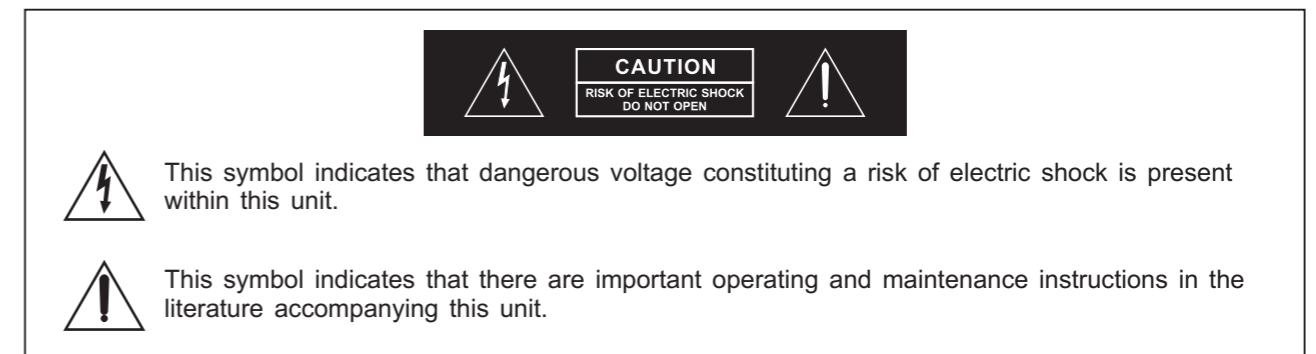 CAUTION
RISK OF ELECTRIC SHOCK
DO NOT OPEN
This symbol indicates that dangerous voltage constituting a risk of electric shock is present
within this unit.
This symbol indicates that there are important operating and maintenance instructions in the
literature accompanying this unit.